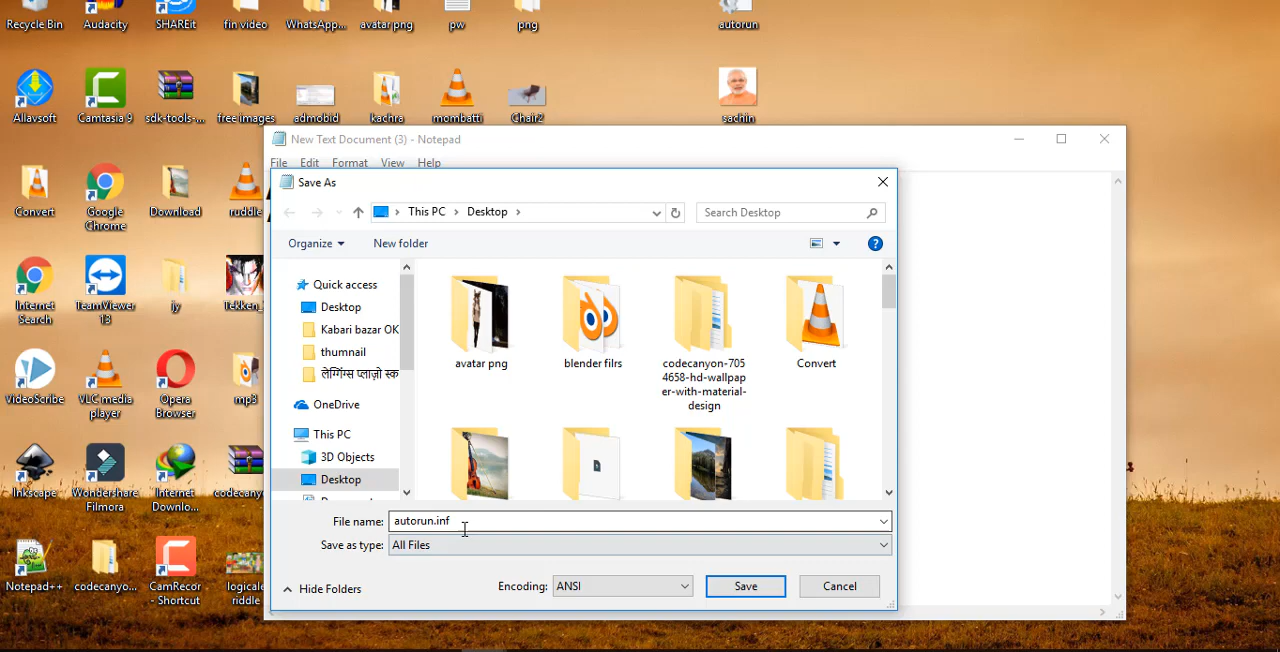 Recycle Bin
Audacity
SHAREit
fin video
WhatsApp...
avatar png
pw
png
autorun
Allavsoft
Camtasia 9
sdk-tools-...
free images
admobid
kachra
mombatti
Chair2
sachin
Convert
Google
Chrome
Download
ruddle
Internet
Search
TeamViewer
13
jy
Tekken_
VideoScribe
VLC media
player
Opera
Browser
mp3
Inkscape
Wondershare
Filmora
Internet
Downlo...
codecany
Notepad++
codecanyo...
CamRecor
- Shortcut
logical
riddle
New Text Document (3) - Notepad
File Edit Format View Help
Save As
This PC > Desktop >
Search Desktop
Organize
New folder
Quick access
Desktop
Kabari bazar OK
thumnail
लेगिंग्स प्लाज़ो स्क
OneDrive
This PC
3D Objects
Desktop
avatar png
blender filrs
codecanyon-705
4658-hd-wallpap
er-with-material-
design
Convert
File name: autorun.inf
Save as type: All Files
Hide Folders
Encoding: ANSI
Save
Cancel